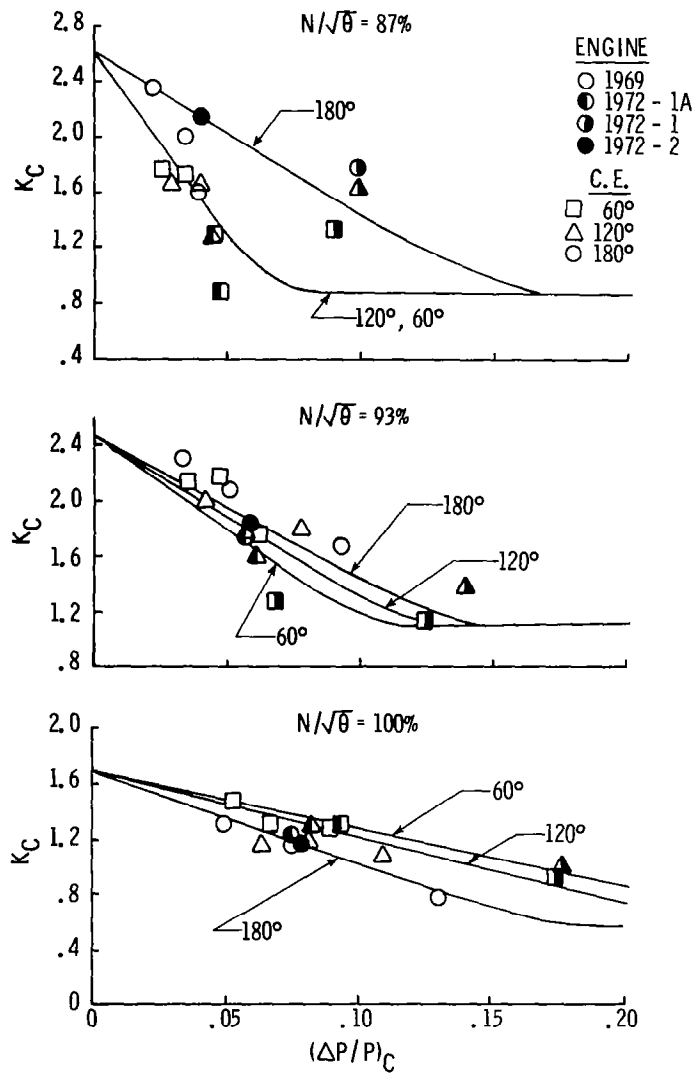 N/√θ = 87%
2.8
2.4
2.0
1.6
1.2
.8
.4
K_C
180°
120°, 60°
ENGINE
1969
1972 - 1A
1972 - 1
1972 - 2
C. E.
60°
120°
180°
N/√θ = 93%
2.4
2.0
1.6
1.2
.8
K_C
180°
120°
60°
N/√θ = 100%
2.0
1.6
1.2
.8
.4
0
K_C
60°
120°
180°
0 .05 .10 .15 .20
(ΔP/P)_C